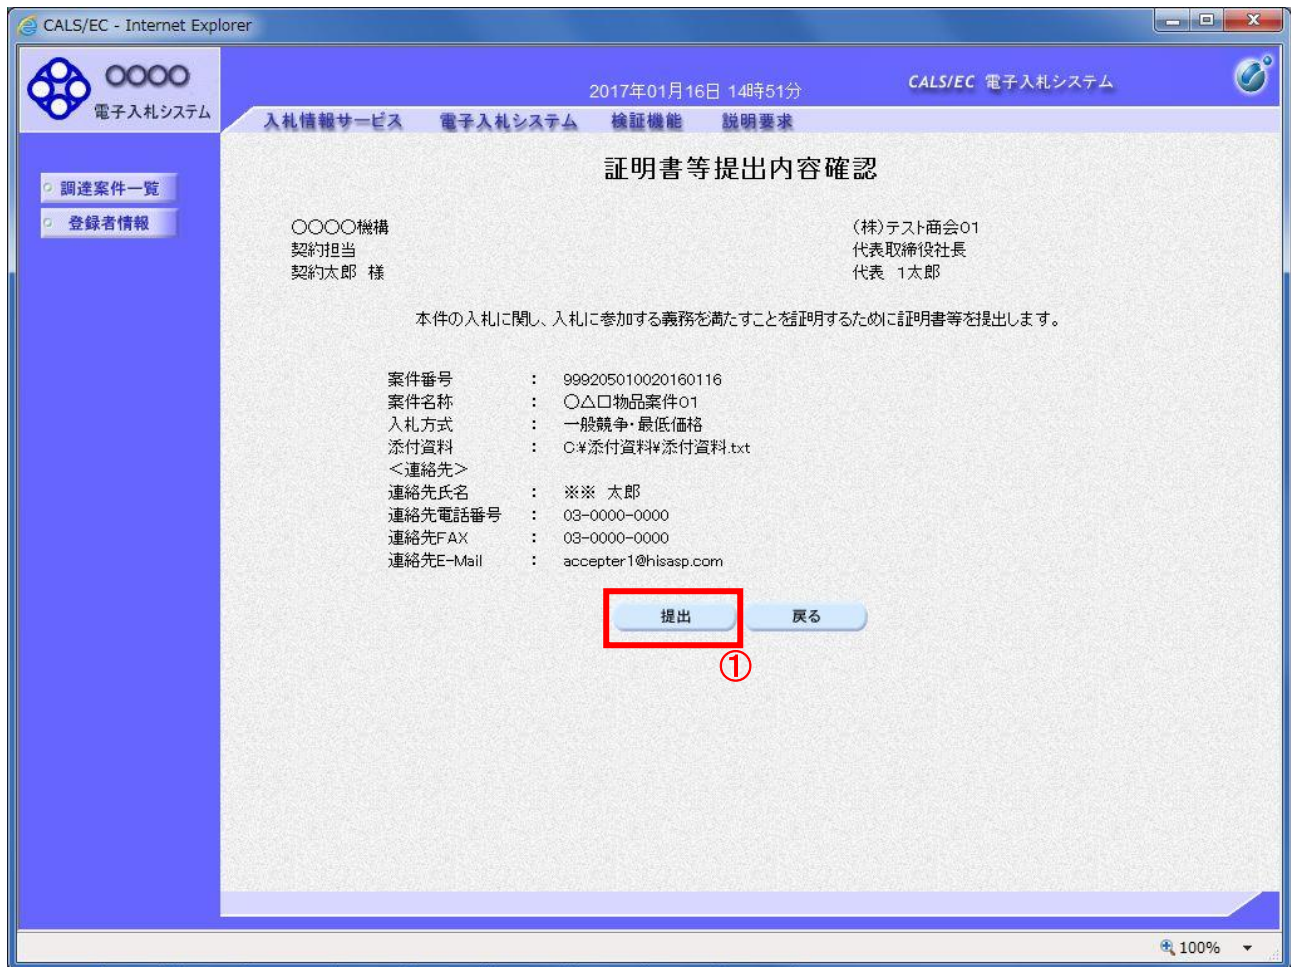 CALS/EC - Internet Explorer
〇〇〇〇
電子入札システム
2017年01月16日 14時51分
CALS/EC 電子入札システム
入札情報サービス 電子入札システム 検証機能 説明要求
調達案件一覧
登録者情報
証明書等提出内容確認
〇〇〇〇機構
契約担当
契約太郎 様
(株)テスト商会01
代表取締役社長
代表 1太郎
本件の入札に関し、入札に参加する義務を満たすことを証明するために証明書等を提出します。
案件番号 : 999205010020160116
案件名称 : 〇△口物品案件01
入札方式 : 一般競争・最低価格
添付資料 : C:¥添付資料¥添付資料.txt
＜連絡先＞
連絡先氏名 : ※※ 太郎
連絡先電話番号 : 03-0000-0000
連絡先FAX : 03-0000-0000
連絡先E-Mail : accepter1@hisasp.com
提出 戻る
①
100%